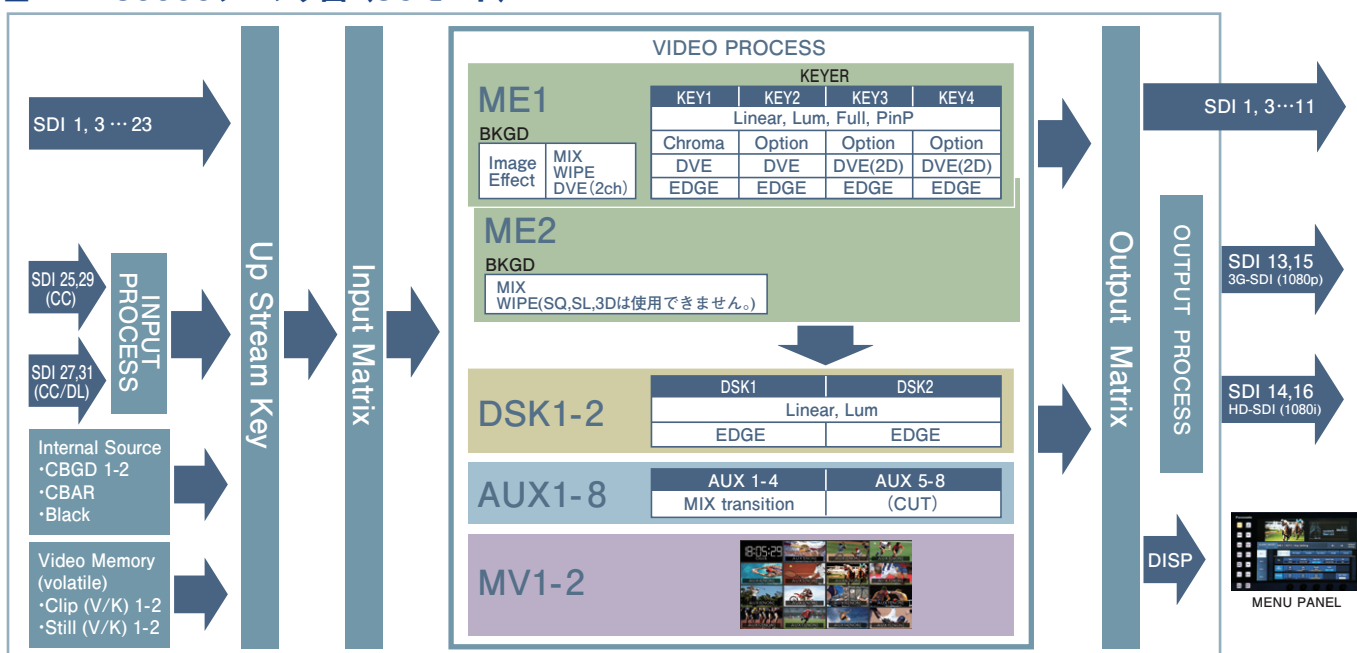 SDI 1, 3 … 23
SDI 25,29
(CC)
SDI 27,31
(CC/DL)
INPUT
PROCESS
Internal Source
・CBGD 1-2
・CBAR
・Black
Video Memory
(volatile)
・Clip (V/K) 1-2
・Still (V/K) 1-2
Up Stream Key
Input Matrix
VIDEO PROCESS
ME1
BKGD
Image
Effect
MIX
WIPE
DVE(2ch)
KEYER
KEY1 KEY2 KEY3 KEY4
Linear, Lum, Full, PinP
Chroma Option Option Option
DVE DVE DVE(2D) DVE(2D)
EDGE EDGE EDGE EDGE
ME2
BKGD
MIX
WIPE(SQ,SL,3Dは使用できません。)
DSK1-2
DSK1 DSK2
Linear, Lum
EDGE EDGE
AUX1-8
AUX 1-4 AUX 5-8
MIX transition (CUT)
MV1-2
18:05:29
Output Matrix
OUTPUT PROCESS
SDI 1, 3…11
SDI 13,15
3G-SDI (1080p)
SDI 14,16
HD-SDI (1080i)
DISP
MENU PANEL